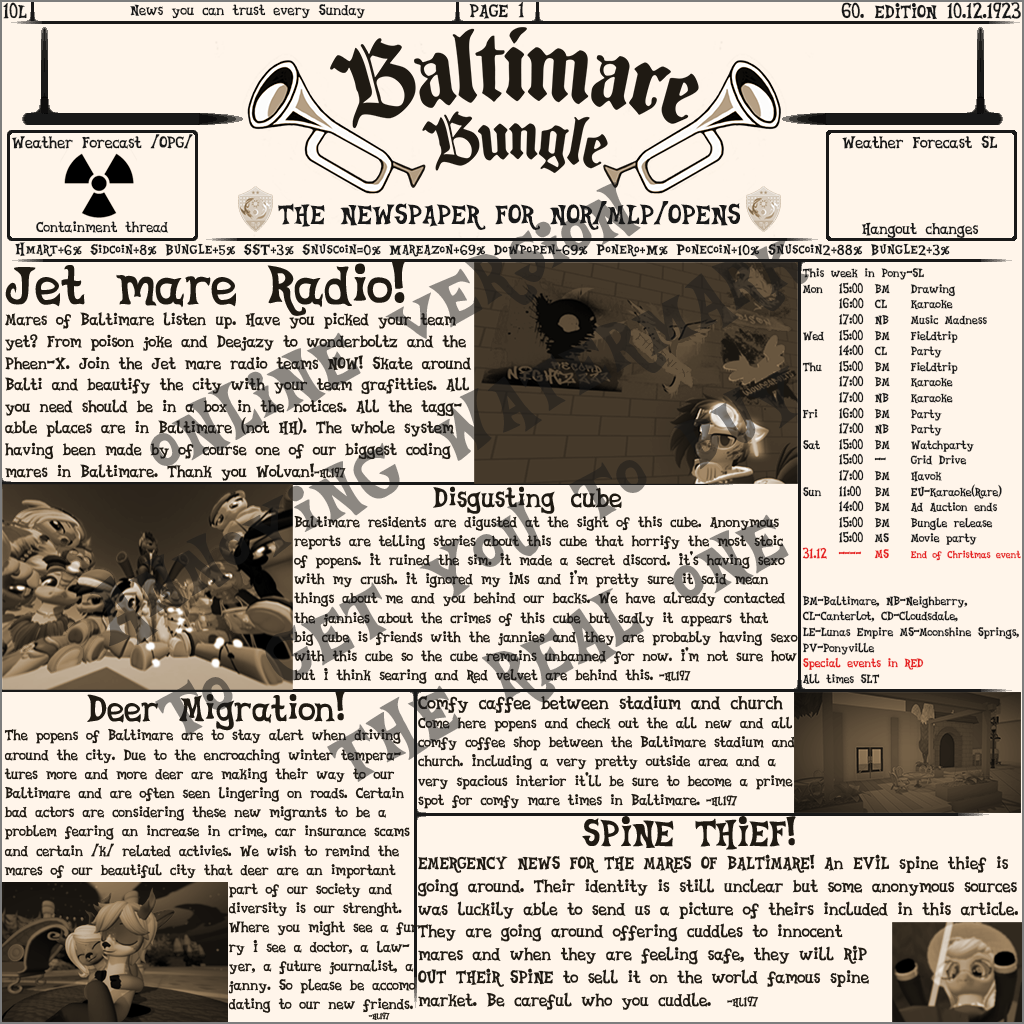 10L
News you can trust every Sunday
PAGE 1
60. EDITION 10.12.1923
Baltimare
Bungle
THE NEWSPAPER FOR NOR/MLP/OPENS
Weather Forecast /OPG/
Containment thread
Weather Forecast SL
Hangout changes
HMART+6% SIDCOIN+8% BUNGLE+5% SST+3% SNUSCOIN=0% MAREAZON+69% DOWPOPEN-69% PONERO+M% PONECOIN+10% SNUSCOIN2+88% BUNGLE2+3%
Jet mare Radio!
Mares of Baltimare listen up. Have you picked your team
yet? From poison joke and Deejazy to wonderboltz and the
Pheen-X. Join the Jet mare radio teams NOW! Skate around
Balti and beautify the city with your team grafitties. All
you need should be in a box in the notices. All the tagg-
able places are in Baltimare (not HH). The whole system
having been made by of course one of our biggest coding
mares in Baltimare. Thank you Wolvan!-HL197
This week in Pony-SL
Mon 15:00 BM Drawing
16:00 CL Karaoke
17:00 NB Music Madness
Wed 15:00 BM Fieldtrip
14:00 CL Party
Thu 15:00 BM Fieldtrip
17:00 BM Karaoke
17:00 NB Karaoke
Fri 16:00 BM Party
17:00 NB Party
Sat 15:00 BM Watchparty
15:00 -- Grid Drive
17:00 BM Havok
Sun 11:00 BM EU-Karaoke(Rare)
14:00 BM Ad Auction ends
15:00 BM Bungle release
15:00 MS Movie party
31.12 ----- MS End of Christmas event
BM-Baltimare, NB-Neighberry,
CL-Canterlot, CD-Cloudsdale,
LE-Lunas Empire MS-Moonshine Springs,
PV-Ponyville
Special events in RED
All times SLT
Disgusting cube
Baltimare residents are digusted at the sight of this cube. Anonymous
reports are telling stories about this cube that horrify the most stoic
of popens. it ruined the sim. it made a secret discord. it's having sexo
with my crush. it ignored my iMs and i'm pretty sure it said mean
things about me and you behind our backs. We have already contacted
the jannies about the crimes of this cube but sadly it appears that
big cube is friends with the jannies and they are probably having sexo
with this cube so the cube remains unbanned for now. i'm not sure how
but i think searing and Red velvet are behind this. -HL197
Deer Migration!
The popens of Baltimare are to stay alert when driving
around the city. Due to the encroaching winter tempera-
tures more and more deer are making their way to our
Baltimare and are often seen lingering on roads. Certain
bad actors are considering these new migrants to be a
problem fearing an increase in crime, car insurance scams
and certain /k/ related activies. We wish to remind the
mares of our beautiful city that deer are an important
part of our society and
diversity is our strenght.
Where you might see a fur
ry i see a doctor, a law-
yer, a future journalist, a
janny. So please be accomo
dating to our new friends.
-HL197
Comfy caffee between stadium and church
Come here popens and check out the all new and all
comfy coffee shop between the Baltimare stadium and
church. Including a very pretty outside area and a
very spacious interior it'll be sure to become a prime
spot for comfy mare times in Baltimare. -HL197
SPINE THIEF!
EMERGENCY NEWS FOR THE MARES OF BALTIMARE! An EVIL spine thief is
going around. Their identity is still unclear but some anonymous sources
was luckily able to send us a picture of theirs included in this article.
They are going around offering cuddles to innocent
mares and when they are feeling safe, they will RIP
OUT THEIR SPINE to sell it on the world famous spine
market. Be careful who you cuddle. -HL197
ONLINE VERSION
ANNOYING WATERMARK
TO GET YOU TO BUY
THE REAL ONE